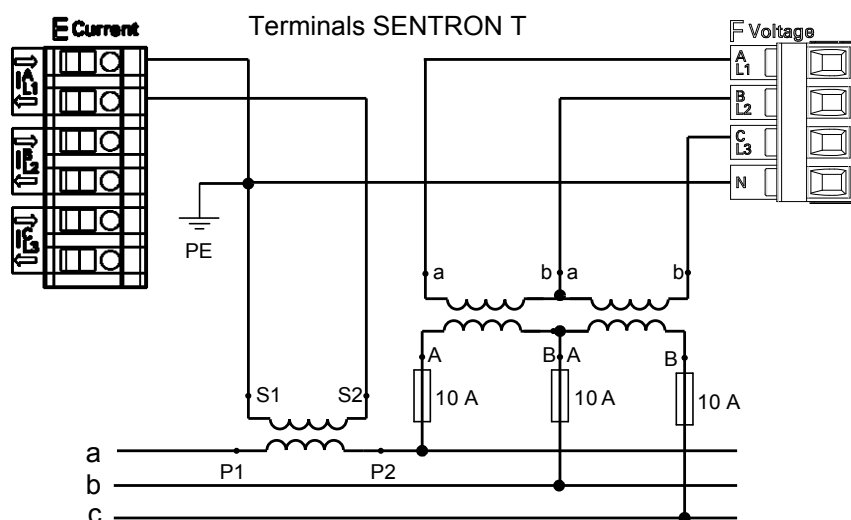 Terminals SENTRON T
E Current
F Voltage
IA
L1
IB
L2
IC
L3
A
L1
B
L2
C
L3
N
PE
a
b
a
b
A
B
A
B
10 A
10 A
10 A
S1
S2
P1
P2
a
b
c